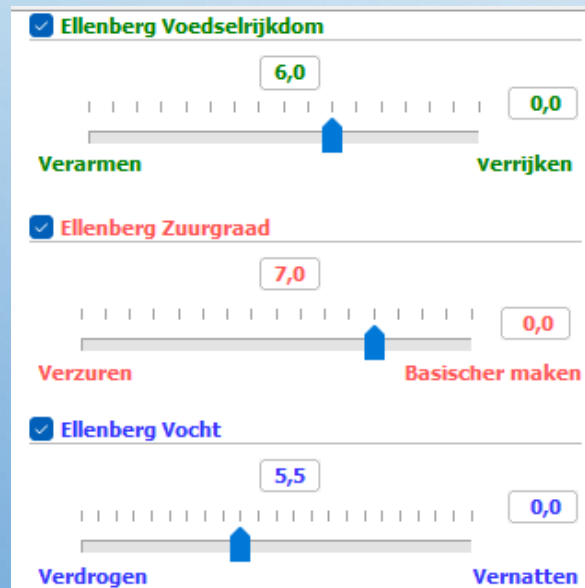 Ellenberg Voedselrijkdom
6,0
0,0
Verarmen verrijken
Ellenberg Zuurgraad
7,0
0,0
Verzuren Basischer maken
Ellenberg Vocht
5,5
0,0
Verdrogen Vernatten